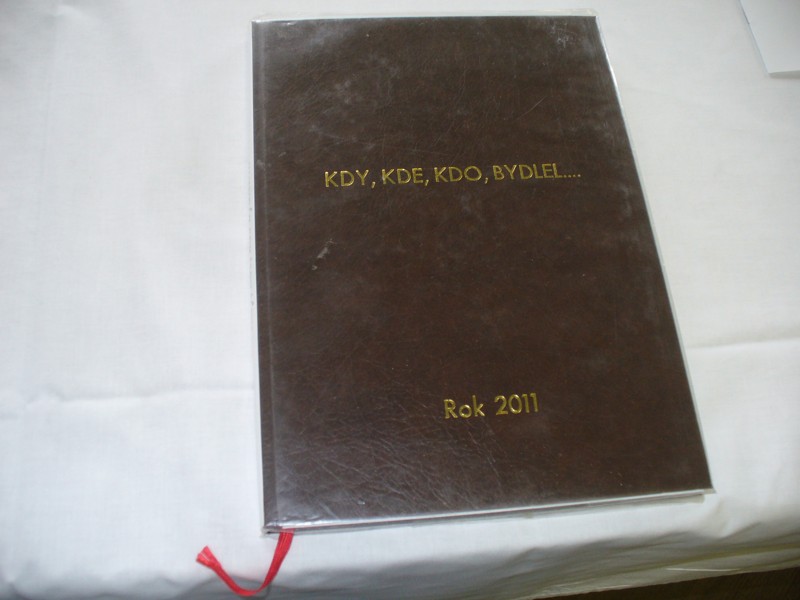 KDY, KDE, KDO, BYDLEL....
Rok 2011